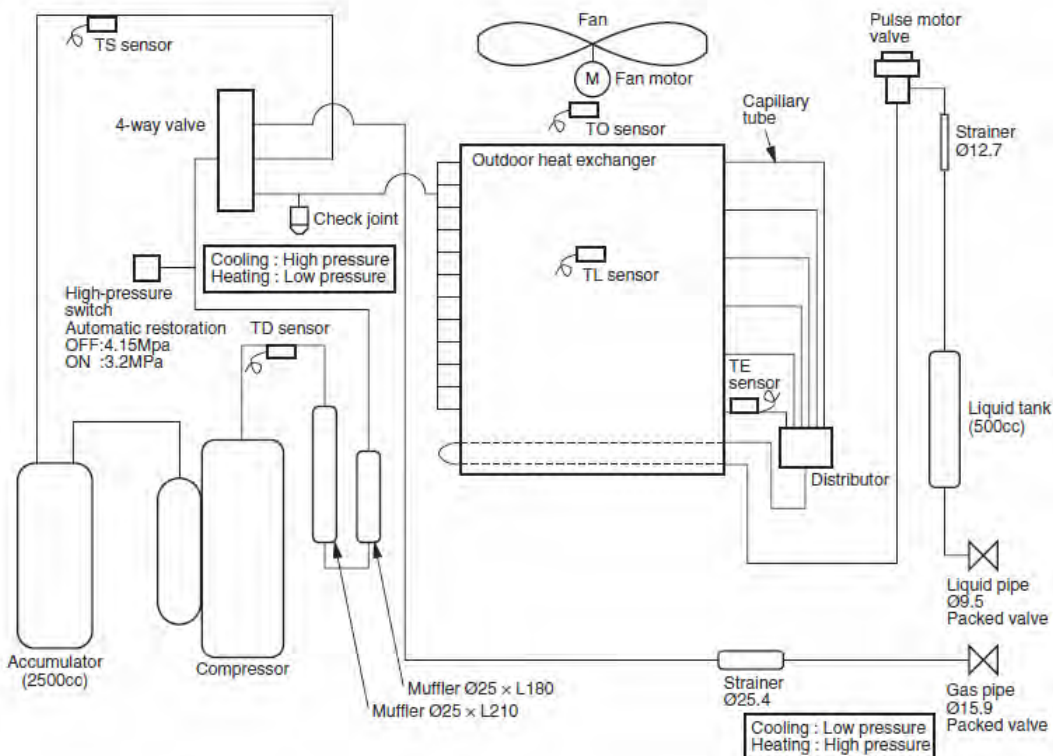 TS sensor
Fan
M
Fan motor
TO sensor
Pulse motor
valve
4-way valve
Capillary
tube
Strainer
Ø12.7
Outdoor heat exchanger
Check joint
Cooling : High pressure
Heating : Low pressure
TL sensor
High-pressure
switch
Automatic restoration
OFF:4.15Mpa
ON :3.2MPa
TD sensor
TE
sensor
Liquid tank
(500cc)
Distributor
Liquid pipe
Ø9.5
Packed valve
Accumulator
(2500cc)
Compressor
Muffler Ø25 × L180
Muffler Ø25 × L210
Strainer
Ø25.4
Gas pipe
Ø15.9
Packed valve
Cooling : Low pressure
Heating : High pressure